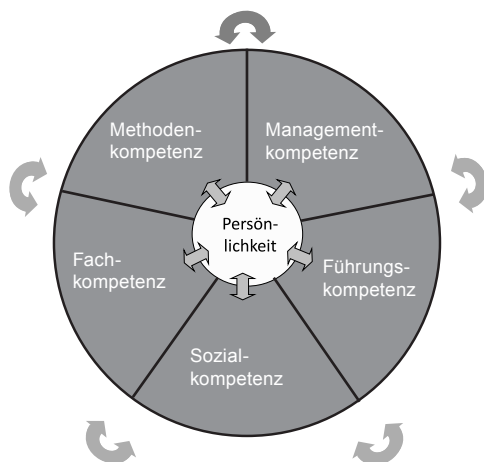 Methoden-
kompetenz
Management-
kompetenz
Persön-
lichkeit
Fach-
kompetenz
Führungs-
kompetenz
Sozial-
kompetenz